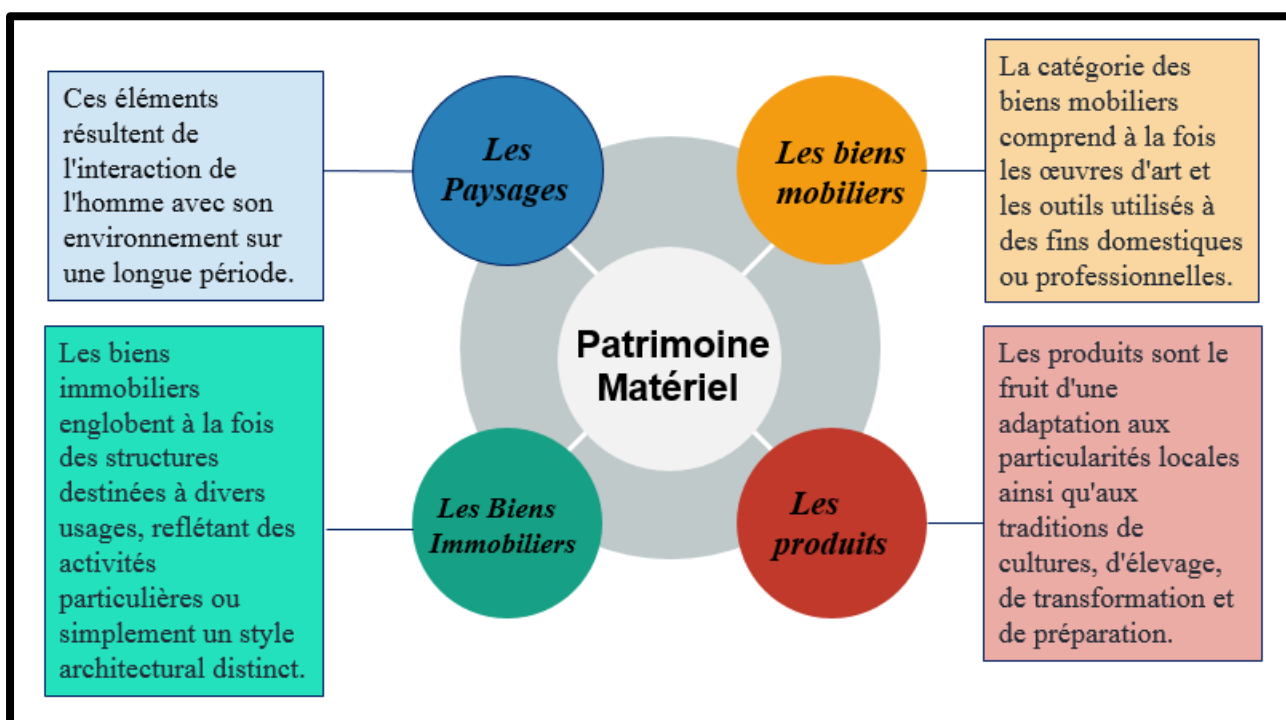 Ces éléments
résultent de
l'interaction de
l'homme avec son
environnement sur
une longue période.
Les
Paysages
Les biens
mobiliers
La catégorie des
biens mobiliers
comprend à la fois
les œuvres d'art et
les outils utilisés à
des fins domestiques
ou professionnelles.
Patrimoine
Matériel
Les biens
immobiliers
englobent à la fois
des structures
destinées à divers
usages, reflétant des
activités
particulières ou
simplement un style
architectural distinct.
Les Biens
Immobiliers
Les
produits
Les produits sont le
fruit d'une
adaptation aux
particularités locales
ainsi qu'aux
traditions de
cultures, d'élevage,
de transformation et
de préparation.